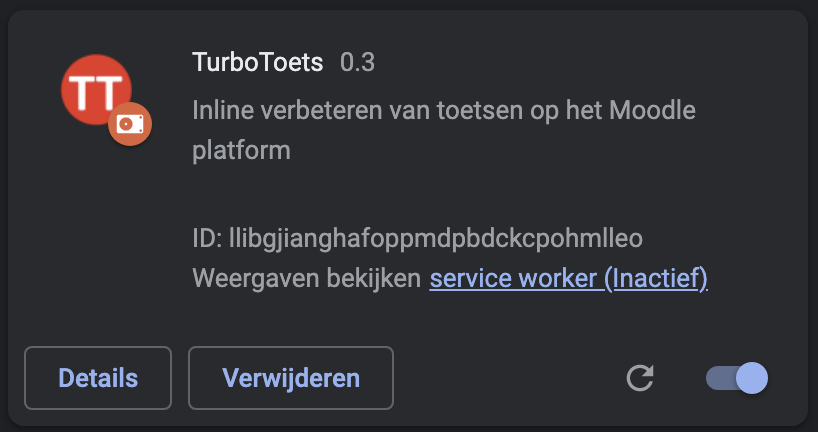 TT
TurboToets 0.3
Inline verbeteren van toetsen op het Moodle
platform
ID: llibgjianghafoppmdpbdckcpohmlleo
Weergaven bekijken service worker (Inactief)
Details Verwijderen